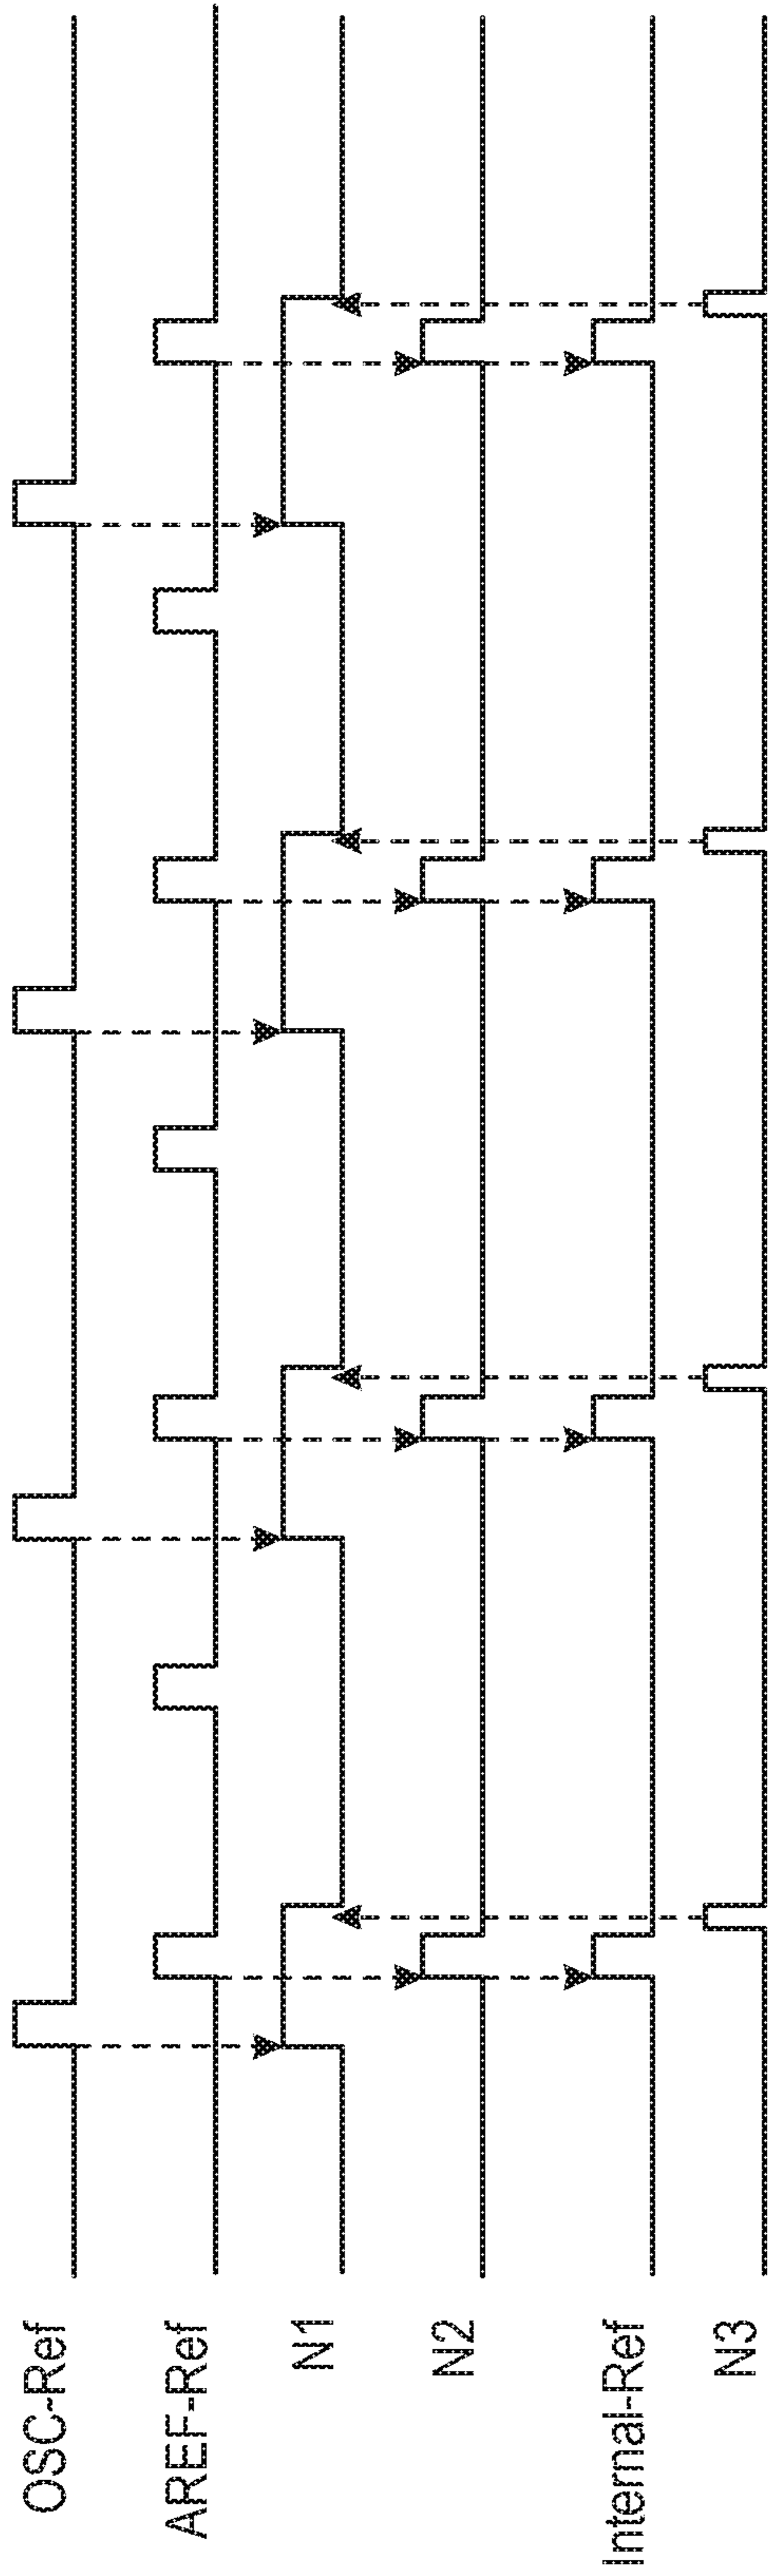 OSC-Ref
AREF-Ref
N1
N2
Internal-Ref
N3